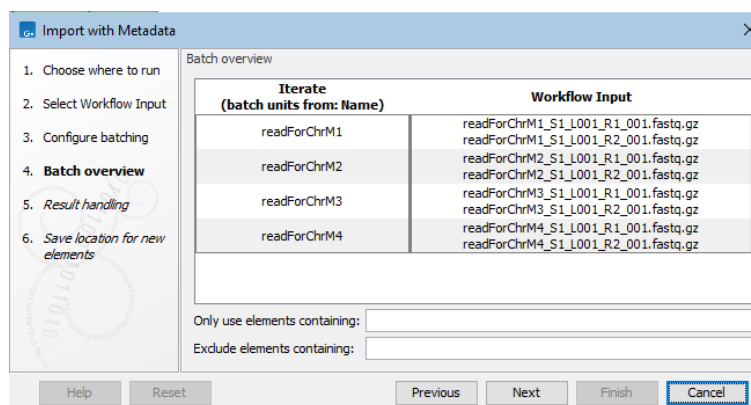 Import with Metadata
1. Choose where to run
2. Select Workflow Input
3. Configure batching
4. Batch overview
5. Result handling
6. Save location for new
elements
Batch overview
Iterate
(batch units from: Name)
Workflow Input
readForChrM1
readForChrM1_S1_L001_R1_001.fastq.gz
readForChrM1_S1_L001_R2_001.fastq.gz
readForChrM2
readForChrM2_S1_L001_R1_001.fastq.gz
readForChrM2_S1_L001_R2_001.fastq.gz
readForChrM3
readForChrM3_S1_L001_R1_001.fastq.gz
readForChrM3_S1_L001_R2_001.fastq.gz
readForChrM4
readForChrM4_S1_L001_R1_001.fastq.gz
readForChrM4_S1_L001_R2_001.fastq.gz
Only use elements containing:
Exclude elements containing:
Help
Reset
Previous
Next
Finish
Cancel